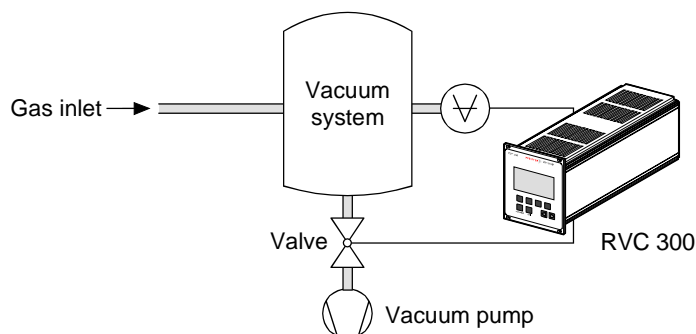 Gas inlet
Vacuum
system
Valve
RVC 300
Vacuum pump